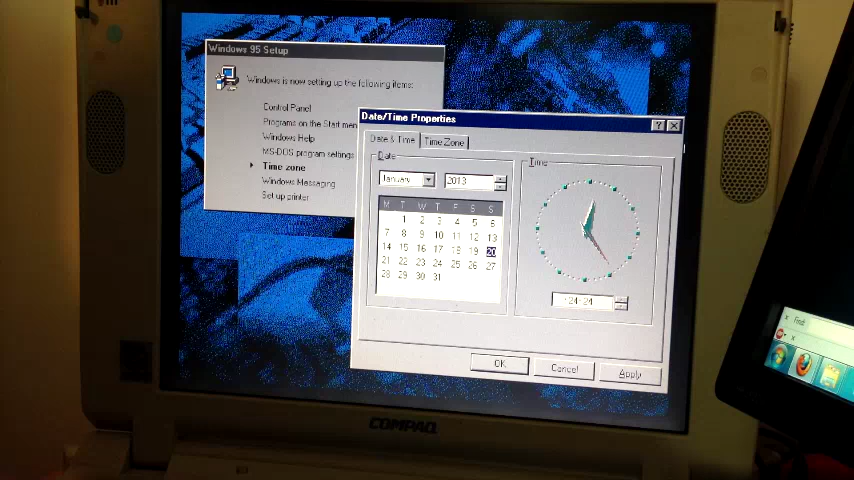 Windows 95 Setup
Windows is now setting up the following items:
Control Panel
Programs on the Start men
Windows Help
MS-DOS program settings
Time zone
Windows Messaging
Set up printer
Date/Time Properties
Date & Time
Time Zone
Date
January
2013
M T W T F S S
1 2 3 4 5 6
7 8 9 10 11 12 13
14 15 16 17 18 19 20
21 22 23 24 25 26 27
28 29 30 31
Time
:24:24
OK
Cancel
Apply
COMPAQ
x Find: